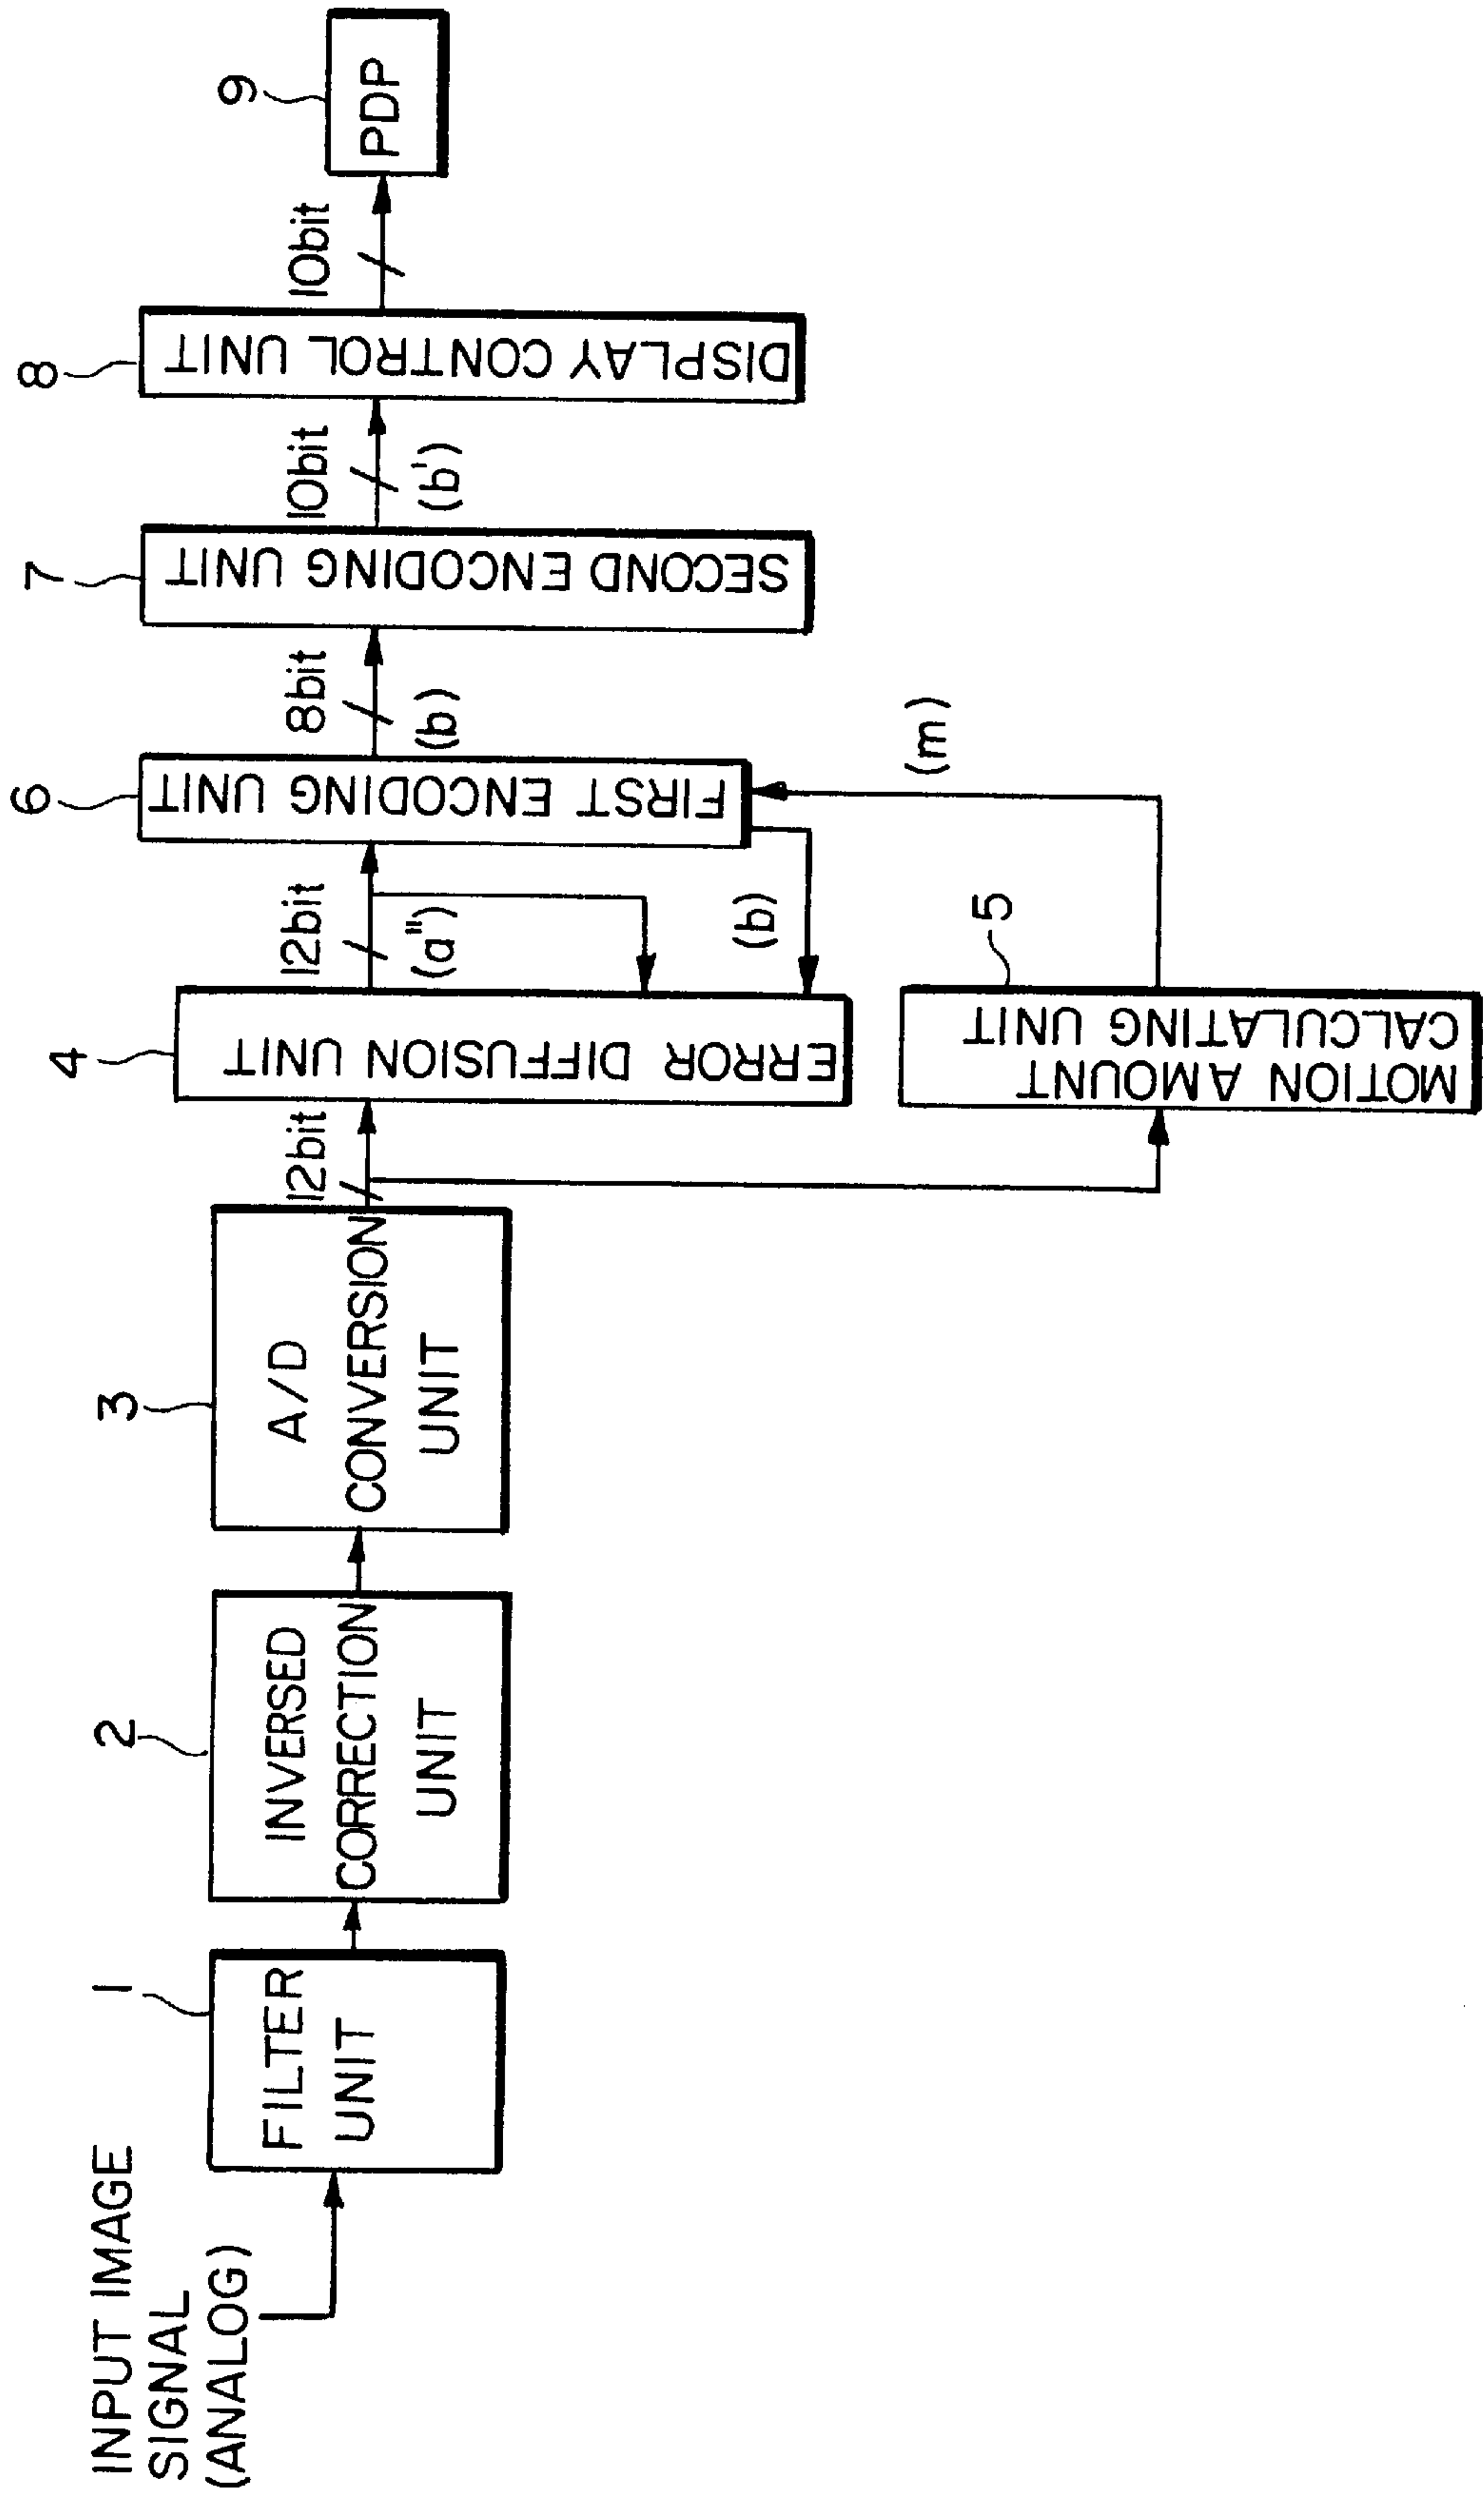 INPUT IMAGE
SIGNAL
(ANALOG)
1
FILTER
UNIT
2
INVERSED
CORRECTION
UNIT
3
A/D
CONVERSION
UNIT
12bit
4
ERROR DIFFUSION UNIT
5
MOTION AMOUNT
CALCULATING UNIT
12bit
(a")
(b)
(m)
6
FIRST ENCODING UNIT
8bit
(b)
7
SECOND ENCODING UNIT
10bit
(b')
8
DISPLAY CONTROL UNIT
10bit
9
PDP